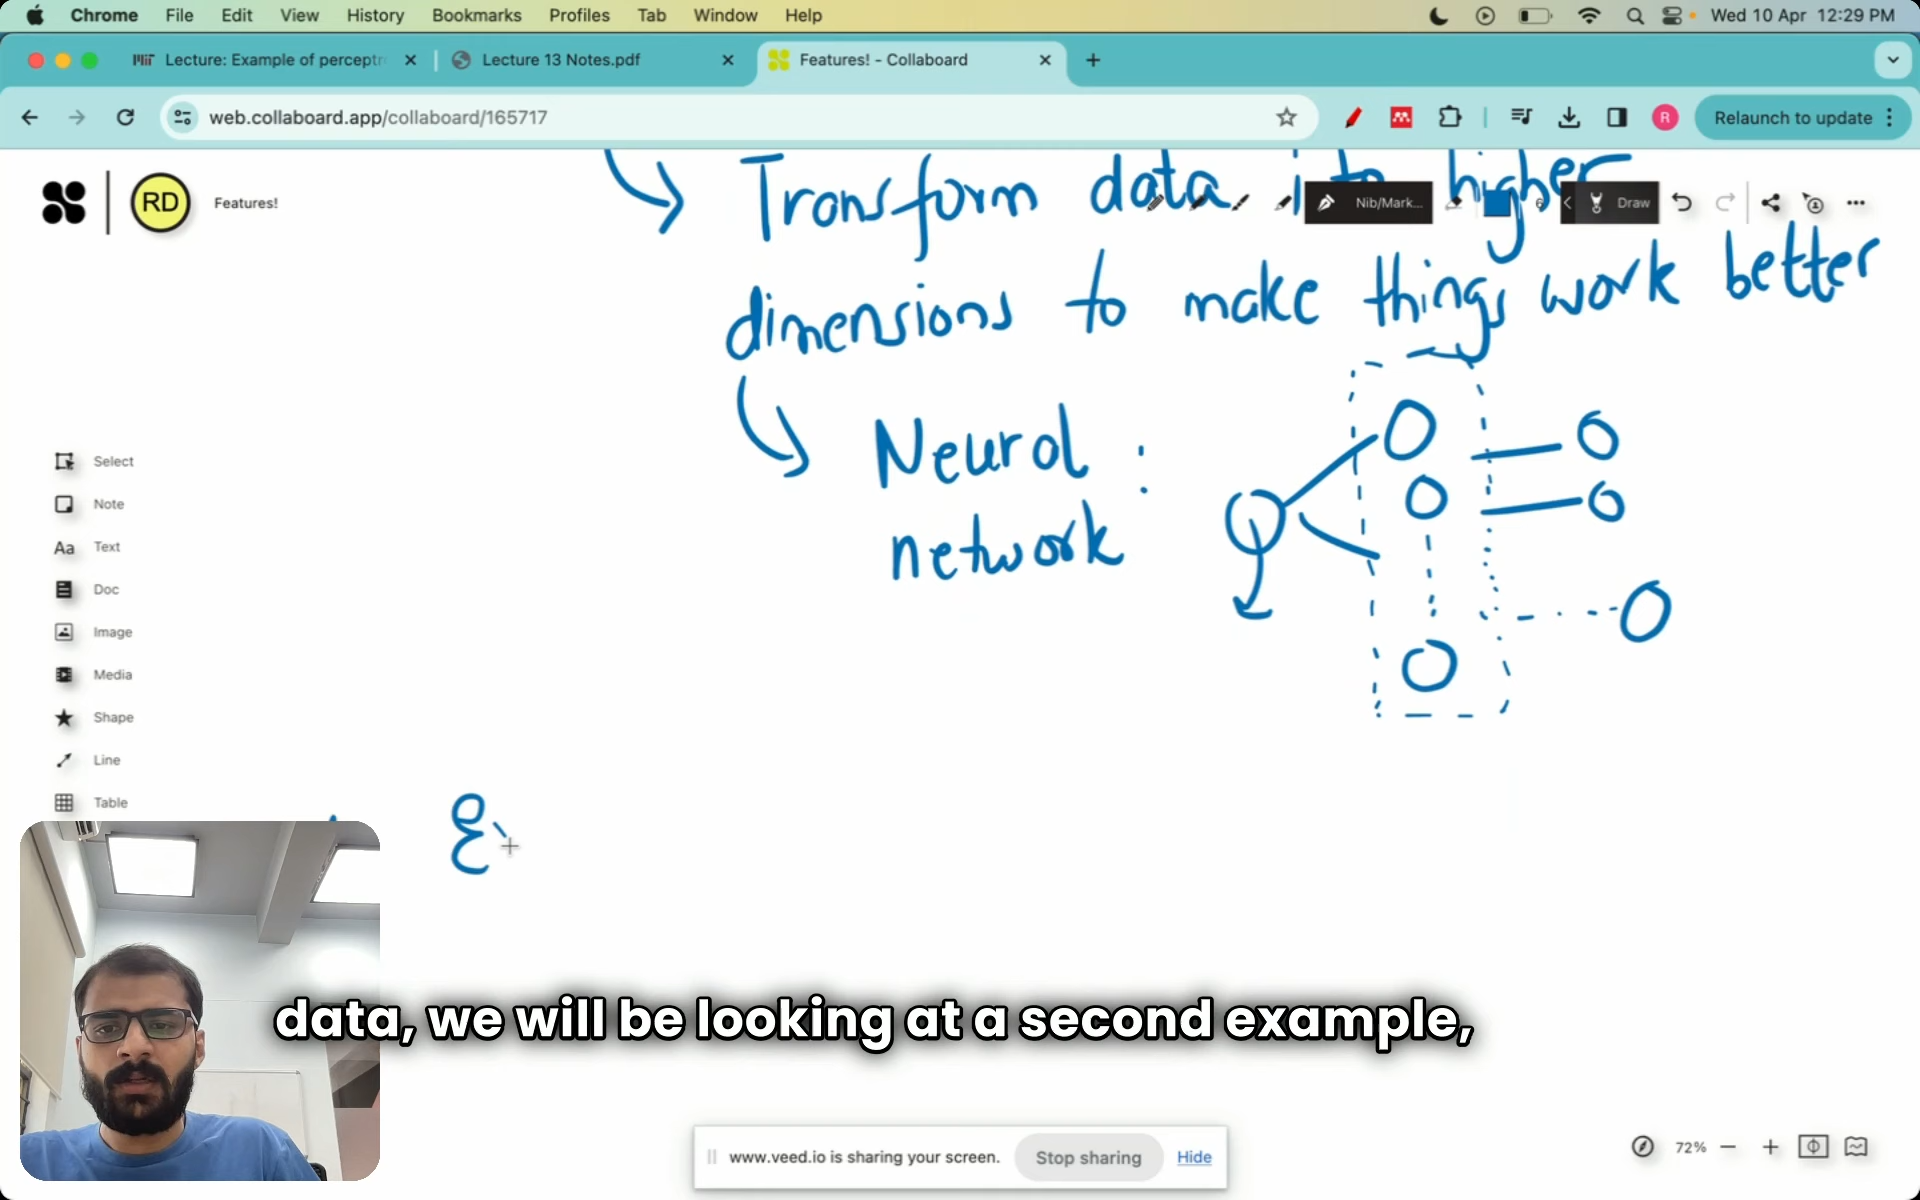 Chrome File Edit View History Bookmarks Profiles Tab Window Help Wed 10 Apr 12:29 PM
Lecture: Example of perceptr Lecture 13 Notes.pdf Features! - Collaboard
web.collaboard.app/collaboard/165717 R Relaunch to update
RD Features! Nib/Mark... 6 Draw
Transform data into higher
dimensions to make things work better
Neural :
network
Select
Note
Aa Text
Doc
Image
Media
Shape
Line
Table
data, we will be looking at a second example,
www.veed.io is sharing your screen. Stop sharing Hide
72%